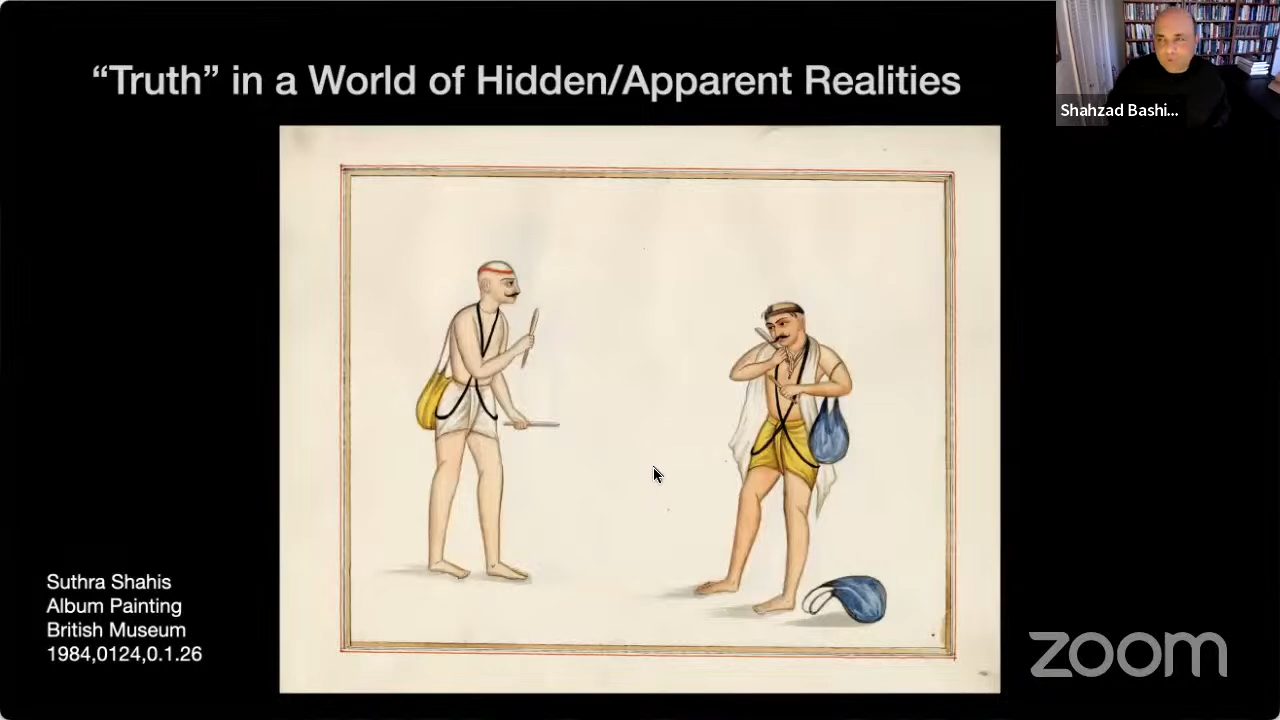 “Truth” in a World of Hidden/Apparent Realities
Shahzad Bashi...
Suthra Shahis
Album Painting
British Museum
1984,0124,0.1.26
zoom